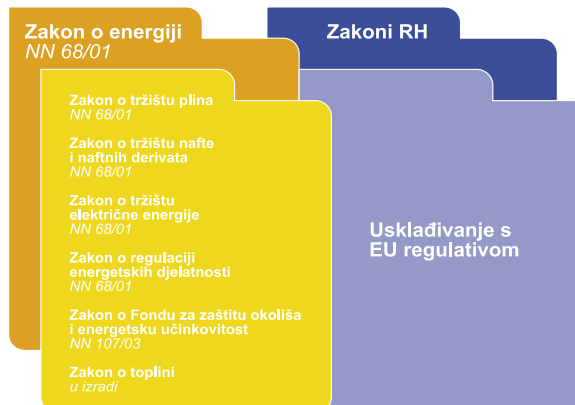 Zakon o energiji
NN 68/01
Zakoni RH
Zakon o tržištu plina
NN 68/01
Zakon o tržištu nafte
i naftnih derivata
NN 68/01
Zakon o tržištu
električne energije
NN 68/01
Zakon o regulaciji
energetskih djelatnosti
NN 68/01
Zakon o Fondu za zaštitu okoliša
i energetsku učinkovitost
NN 107/03
Zakon o toplini
u izradi
Usklađivanje s
EU regulativom